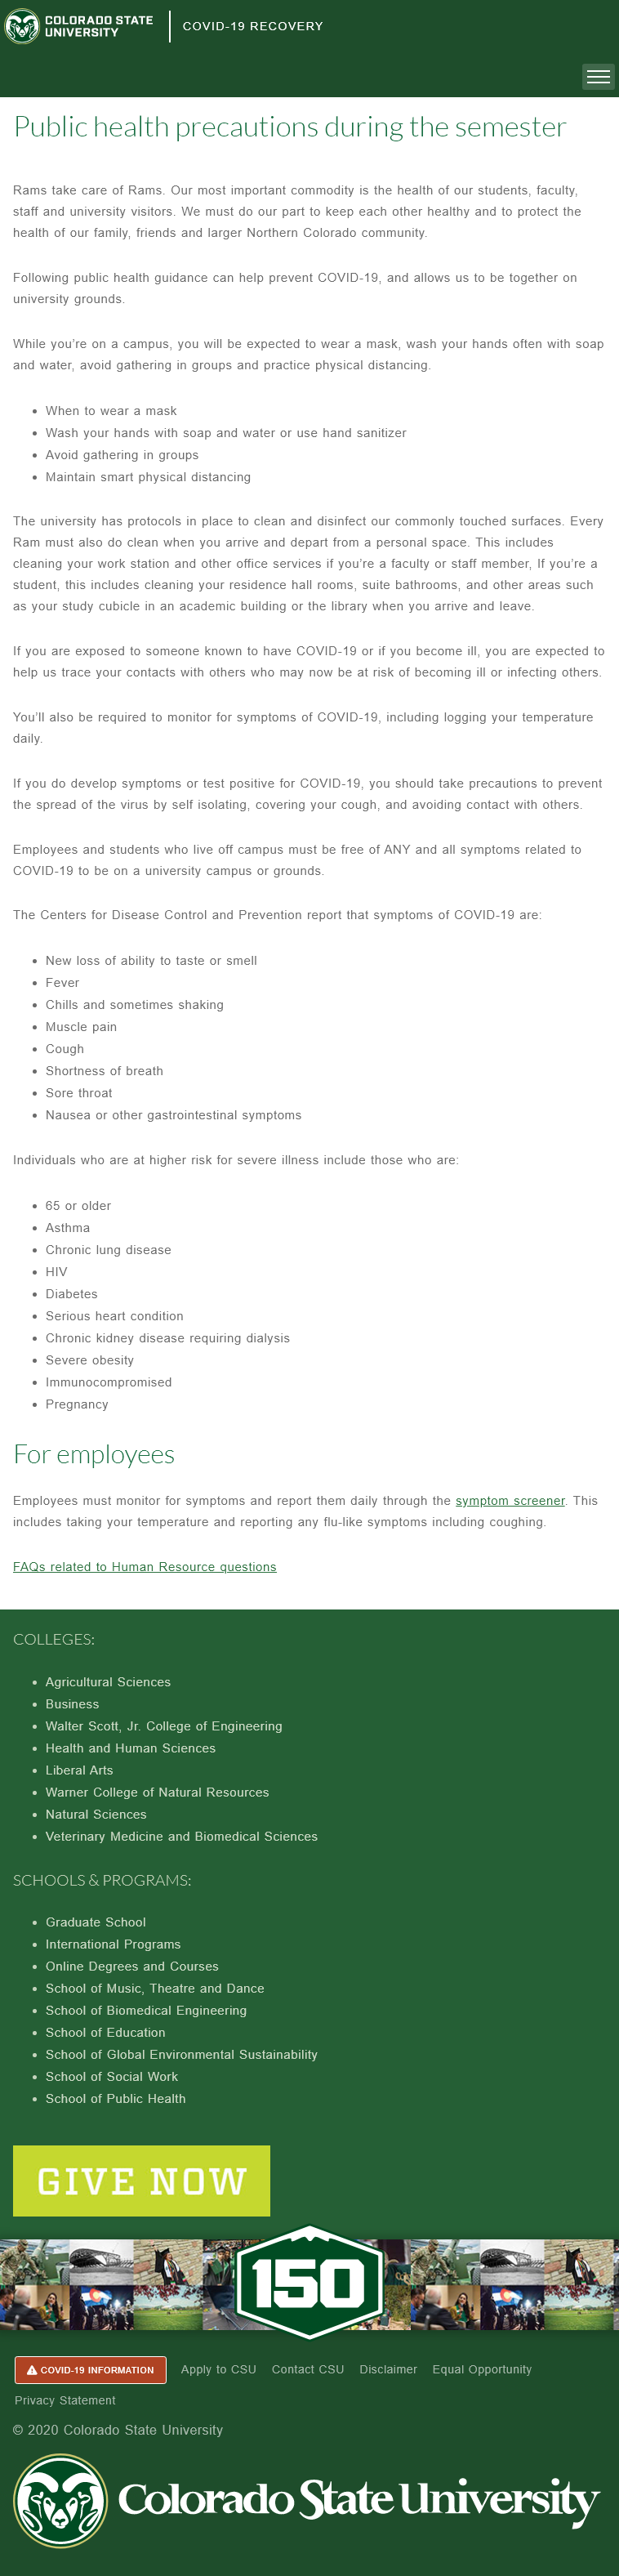 COLORADO STATE
UNIVERSITY
COVID-19 RECOVERY
Public health precautions during the semester
Rams take care of Rams. Our most important commodity is the health of our students, faculty,
staff and university visitors. We must do our part to keep each other healthy and to protect the
health of our family, friends and larger Northern Colorado community.
Following public health guidance can help prevent COVID-19, and allows us to be together on
university grounds.
While you’re on a campus, you will be expected to wear a mask, wash your hands often with soap
and water, avoid gathering in groups and practice physical distancing.
• When to wear a mask
• Wash your hands with soap and water or use hand sanitizer
• Avoid gathering in groups
• Maintain smart physical distancing
The university has protocols in place to clean and disinfect our commonly touched surfaces. Every
Ram must also do clean when you arrive and depart from a personal space. This includes
cleaning your work station and other office services if you’re a faculty or staff member, If you’re a
student, this includes cleaning your residence hall rooms, suite bathrooms, and other areas such
as your study cubicle in an academic building or the library when you arrive and leave.
If you are exposed to someone known to have COVID-19 or if you become ill, you are expected to
help us trace your contacts with others who may now be at risk of becoming ill or infecting others.
You’ll also be required to monitor for symptoms of COVID-19, including logging your temperature
daily.
If you do develop symptoms or test positive for COVID-19, you should take precautions to prevent
the spread of the virus by self isolating, covering your cough, and avoiding contact with others.
Employees and students who live off campus must be free of ANY and all symptoms related to
COVID-19 to be on a university campus or grounds.
The Centers for Disease Control and Prevention report that symptoms of COVID-19 are:
• New loss of ability to taste or smell
• Fever
• Chills and sometimes shaking
• Muscle pain
• Cough
• Shortness of breath
• Sore throat
• Nausea or other gastrointestinal symptoms
Individuals who are at higher risk for severe illness include those who are:
• 65 or older
• Asthma
• Chronic lung disease
• HIV
• Diabetes
• Serious heart condition
• Chronic kidney disease requiring dialysis
• Severe obesity
• Immunocompromised
• Pregnancy
For employees
Employees must monitor for symptoms and report them daily through the symptom screener. This
includes taking your temperature and reporting any flu-like symptoms including coughing.
FAQs related to Human Resource questions
COLLEGES:
• Agricultural Sciences
• Business
• Walter Scott, Jr. College of Engineering
• Health and Human Sciences
• Liberal Arts
• Warner College of Natural Resources
• Natural Sciences
• Veterinary Medicine and Biomedical Sciences
SCHOOLS & PROGRAMS:
• Graduate School
• International Programs
• Online Degrees and Courses
• School of Music, Theatre and Dance
• School of Biomedical Engineering
• School of Education
• School of Global Environmental Sustainability
• School of Social Work
• School of Public Health
GIVE NOW
150
COVID-19 INFORMATION Apply to CSU Contact CSU Disclaimer Equal Opportunity
Privacy Statement
© 2020 Colorado State University
Colorado State University